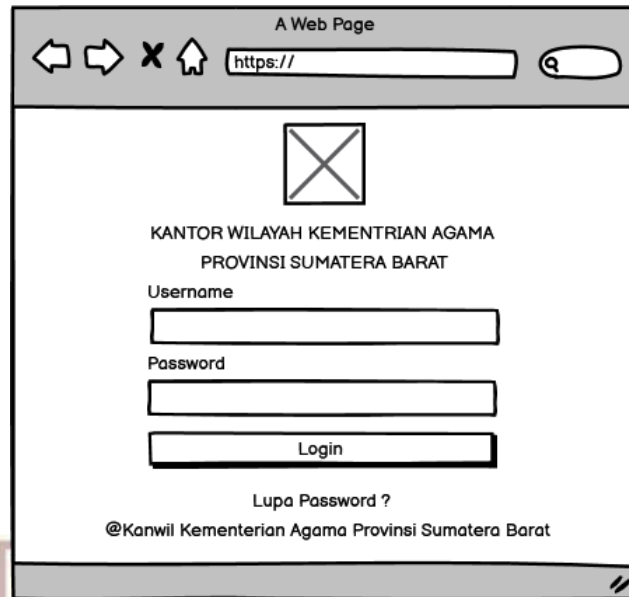 A Web Page
https://
KANTOR WILAYAH KEMENTRIAN AGAMA
PROVINSI SUMATERA BARAT
Username
Password
Login
Lupa Password ?
@Kanwil Kementerian Agama Provinsi Sumatera Barat